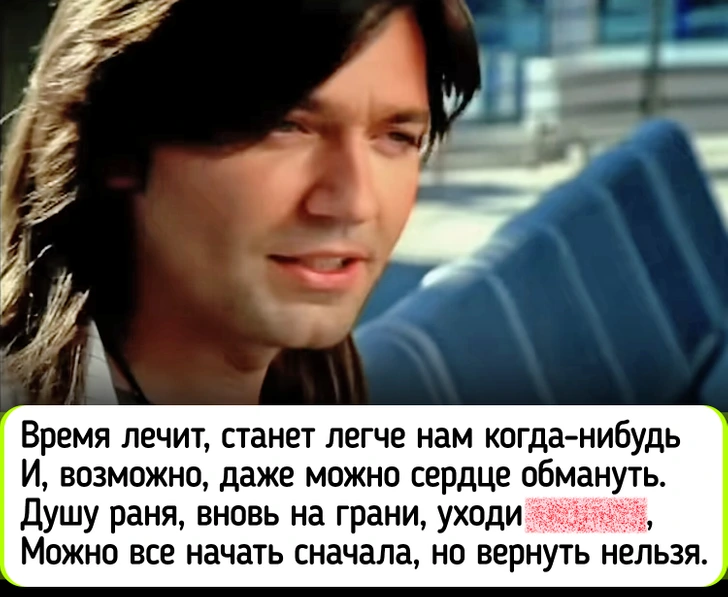 Время лечит, станет легче нам когда-нибудь
И, возможно, даже можно сердце обмануть.
Душу раня, вновь на грани, уходи ,
Можно все начать сначала, но вернуть нельзя.